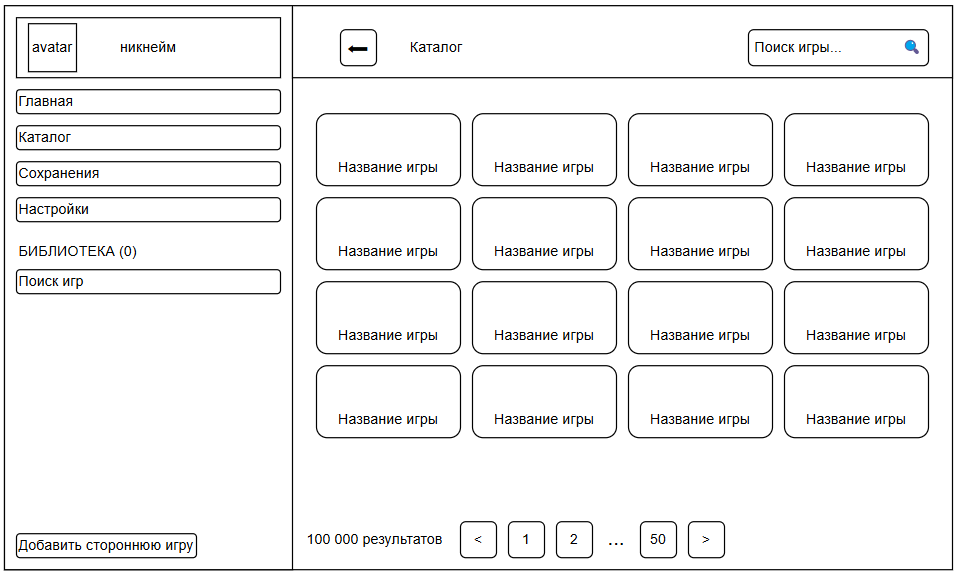 avatar никнейм
Главная
Каталог
Сохранения
Настройки
БИБЛИОТЕКА (0)
Поиск игр
Добавить стороннюю игру
Каталог
Поиск игры...
Название игры Название игры Название игры Название игры
Название игры Название игры Название игры Название игры
Название игры Название игры Название игры Название игры
Название игры Название игры Название игры Название игры
100 000 результатов < 1 2 ... 50 >